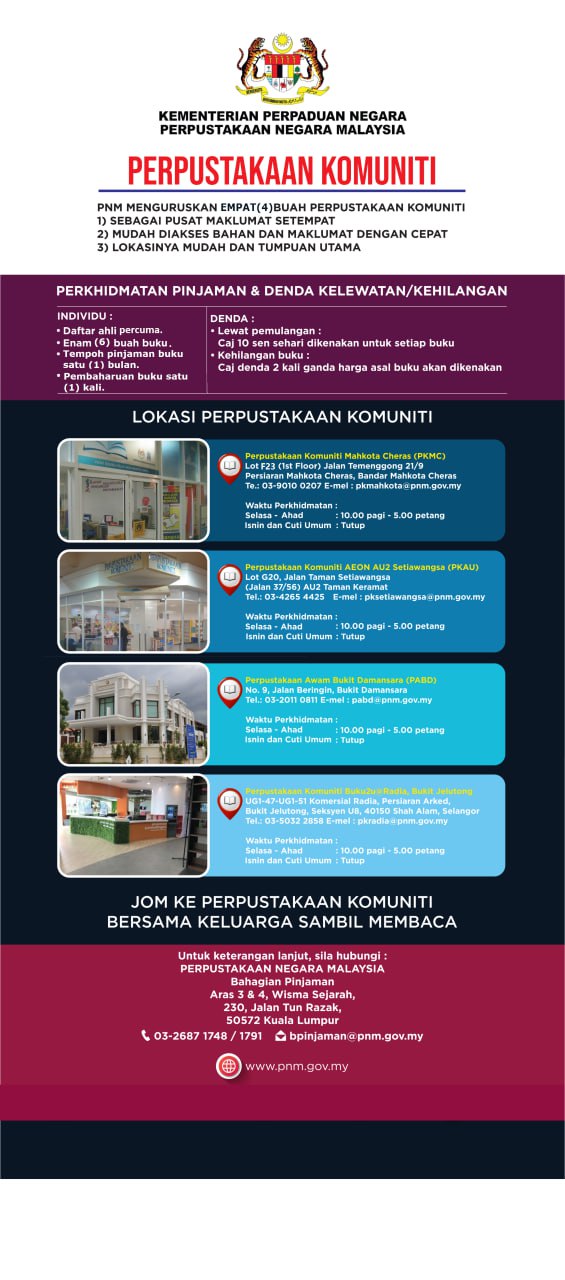 KEMENTERIAN PERPADUAN NEGARA
PERPUSTAKAAN NEGARA MALAYSIA
PERPUSTAKAAN KOMUNITI
PNM MENGURUSKAN EMPAT(4)BUAH PERPUSTAKAAN KOMUNITI
1) SEBAGAI PUSAT MAKLUMAT SETEMPAT
2) MUDAH DIAKSES BAHAN DAN MAKLUMAT DENGAN CEPAT
3) LOKASINYA MUDAH DAN TUMPUAN UTAMA
PERKHIDMATAN PINJAMAN & DENDA KELEWATAN/KEHILANGAN
INDIVIDU :
• Daftar ahli percuma.
• Enam (6) buah buku.
• Tempoh pinjaman buku
satu (1) bulan.
• Pembaharuan buku satu
(1) kali.
DENDA :
• Lewat pemulangan :
Caj 10 sen sehari dikenakan untuk setiap buku
• Kehilangan buku :
Caj denda 2 kali ganda harga asal buku akan dikenakan
LOKASI PERPUSTAKAAN KOMUNITI
Perpustakaan Komuniti Mahkota Cheras (PKMC)
Lot F23 (1st Floor) Jalan Temenggong 21/9
Persiaran Mahkota Cheras, Bandar Mahkota Cheras
Te.: 03-9010 0207 E-mel : pkmahkota@pnm.gov.my
Waktu Perkhidmatan :
Selasa - Ahad : 10.00 pagi - 5.00 petang
Isnin dan Cuti Umum : Tutup
Perpustakaan Komuniti AEON AU2 Setiawangsa (PKAU)
Lot G20, Jalan Taman Setiawangsa
(Jalan 37/56) AU2 Taman Keramat
Tel.: 03-4265 4425 E-mel : pksetiawangsa@pnm.gov.my
Waktu Perkhidmatan :
Selasa - Ahad : 10.00 pagi - 5.00 petang
Isnin dan Cuti Umum : Tutup
Perpustakaan Awam Bukit Damansara (PABD)
No. 9, Jalan Beringin, Bukit Damansara
Tel.: 03-2011 0811 E-mel : pabd@pnm.gov.my
Waktu Perkhidmatan :
Selasa - Ahad : 10.00 pagi - 5.00 petang
Isnin dan Cuti Umum : Tutup
Perpustakaan Komuniti Buku2u@Radia, Bukit Jelutong
UG1-47-UG1-51 Komersial Radia, Persiaran Arked,
Bukit Jelutong, Seksyen U8, 40150 Shah Alam, Selangor
Tel.: 03-5032 2858 E-mel : pkradia@pnm.gov.my
Waktu Perkhidmatan :
Selasa - Ahad : 10.00 pagi - 5.00 petang
Isnin dan Cuti Umum : Tutup
JOM KE PERPUSTAKAAN KOMUNITI
BERSAMA KELUARGA SAMBIL MEMBACA
Untuk keterangan lanjut, sila hubungi :
PERPUSTAKAAN NEGARA MALAYSIA
Bahagian Pinjaman
Aras 3 & 4, Wisma Sejarah,
230, Jalan Tun Razak,
50572 Kuala Lumpur
03-2687 1748 / 1791 bpinjaman@pnm.gov.my
www.pnm.gov.my